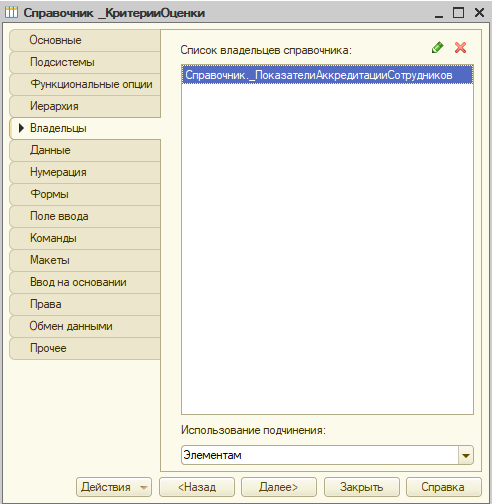 Справочник _КритерииОценки
Основные
Подсистемы
Функциональные опции
Иерархия
Владельцы
Данные
Нумерация
Формы
Поле ввода
Команды
Макеты
Ввод на основании
Права
Обмен данными
Прочее
Список владельцев справочника:
Справочник._ПоказателиАккредитацииСотрудников
Использование подчинения:
Элементам
Действия
<Назад
Далее>
Закрыть
Справка